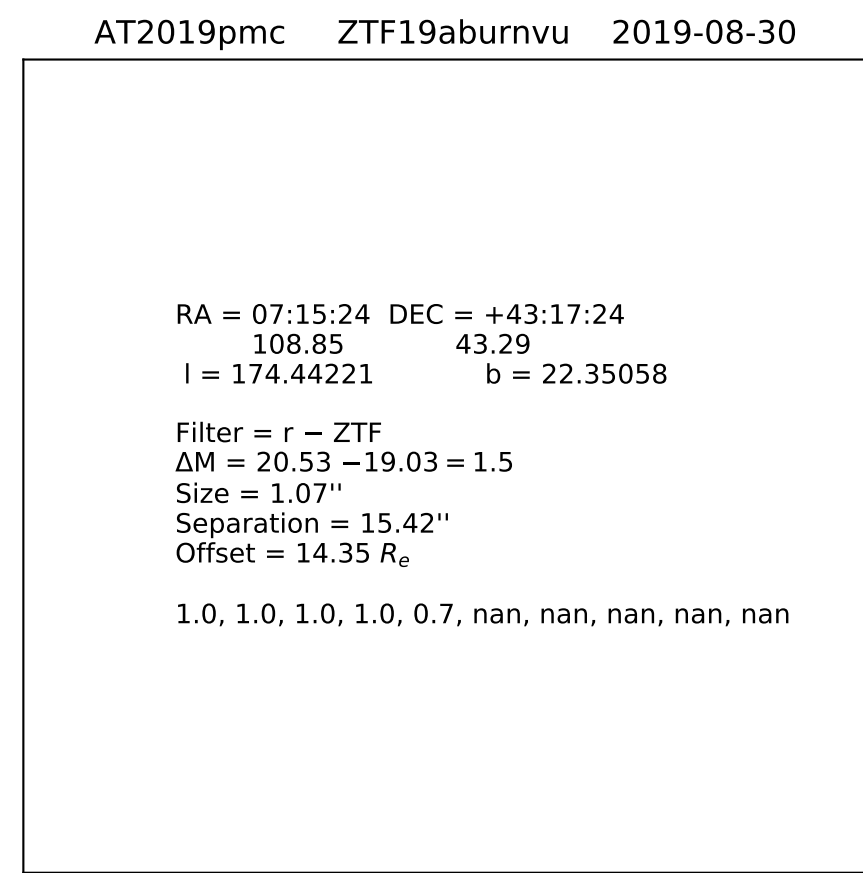 AT2019pmc ZTF19aburnvu 2019-08-30
RA = 07:15:24 DEC = +43:17:24
108.85 43.29
l = 174.44221 b = 22.35058
Filter = r − ZTF
ΔM = 20.53 −19.03 = 1.5
Size = 1.07''
Separation = 15.42''
Offset = 14.35 Rₑ
1.0, 1.0, 1.0, 1.0, 0.7, nan, nan, nan, nan, nan